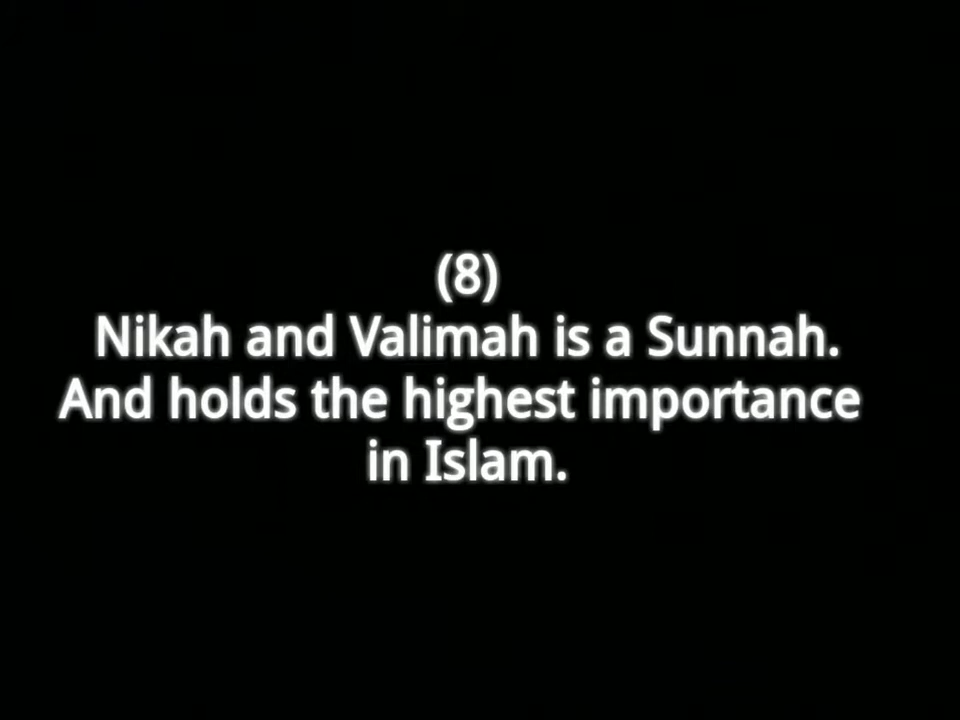 (8)
Nikah and Valimah is a Sunnah.
And holds the highest importance
in Islam.